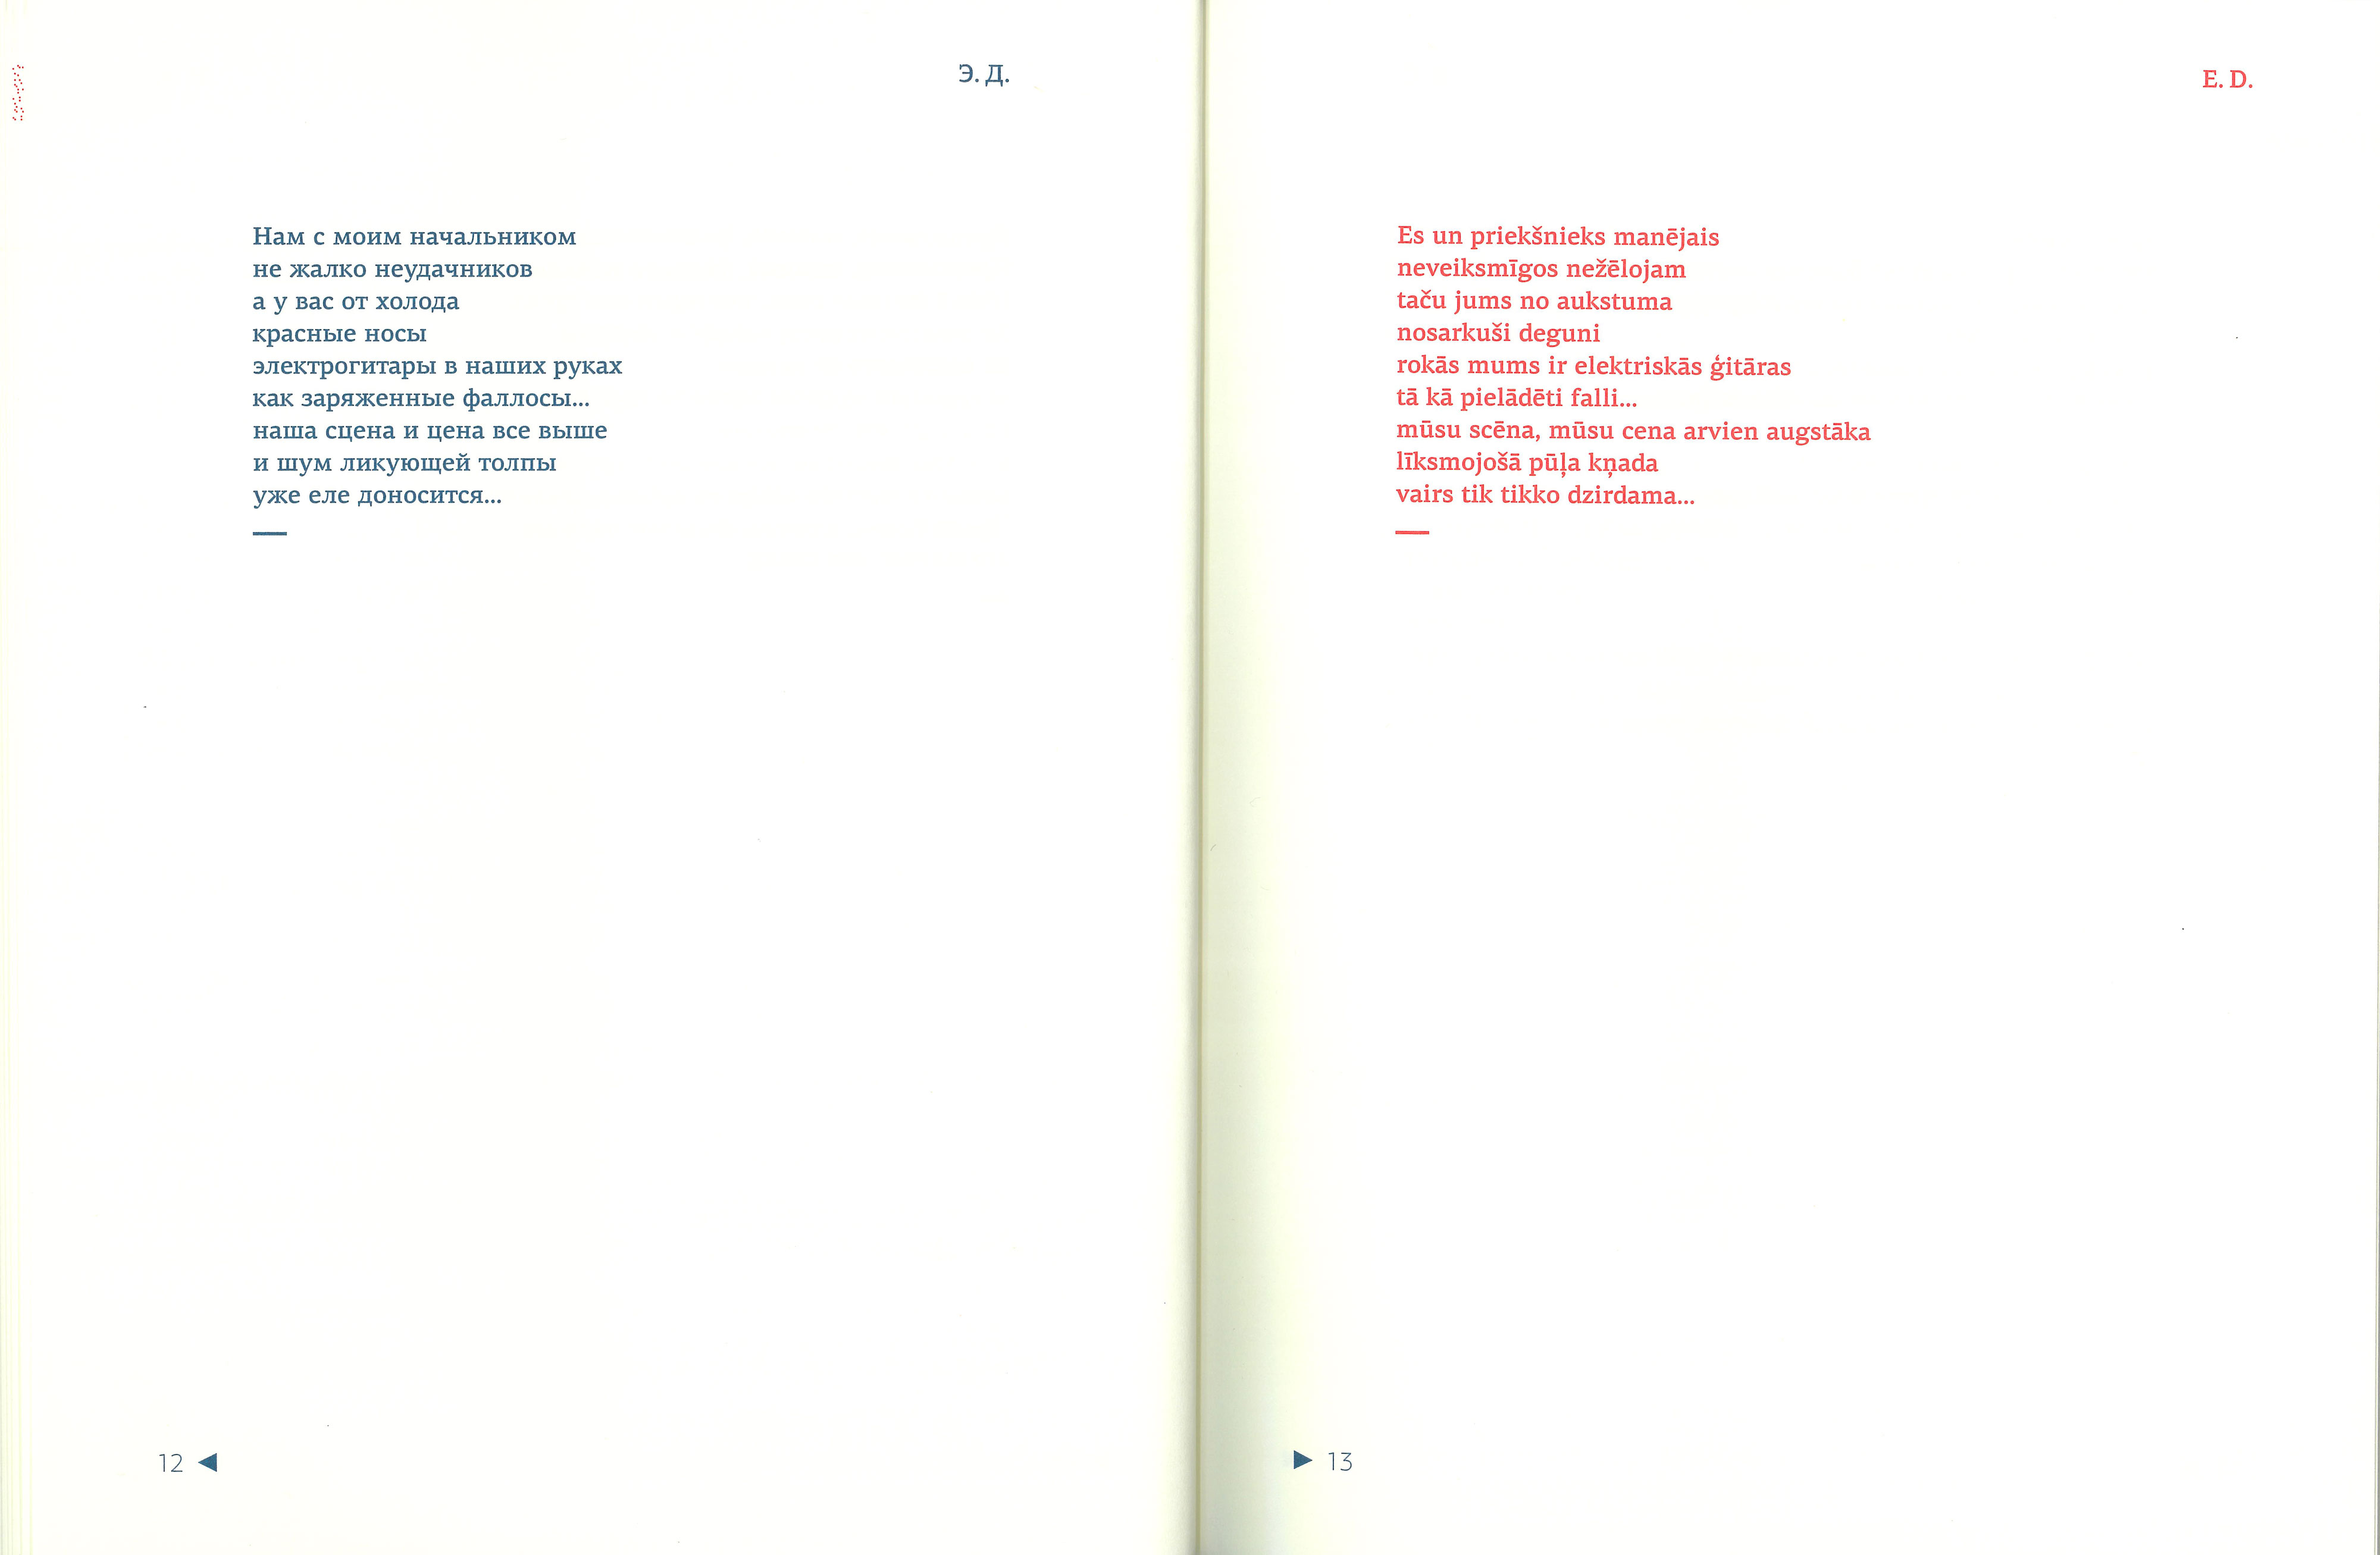 Э. Д.
Нам с моим начальником
не жалко неудачников
а у вас от холода
красные носы
электрогитары в наших руках
как заряженные фаллосы...
наша сцена и цена все выше
и шум ликующей толпы
уже еле доносится...
12
E. D.
Es un priekšnieks manējais
neveiksmīgos nežēlojam
taču jums no aukstuma
nosarkuši deguni
rokās mums ir elektriskās ģitāras
tā kā pielādēti falli...
mūsu scēna, mūsu cena arvien augstāka
līksmojošā pūļa kņada
vairs tik tikko dzirdama...
13